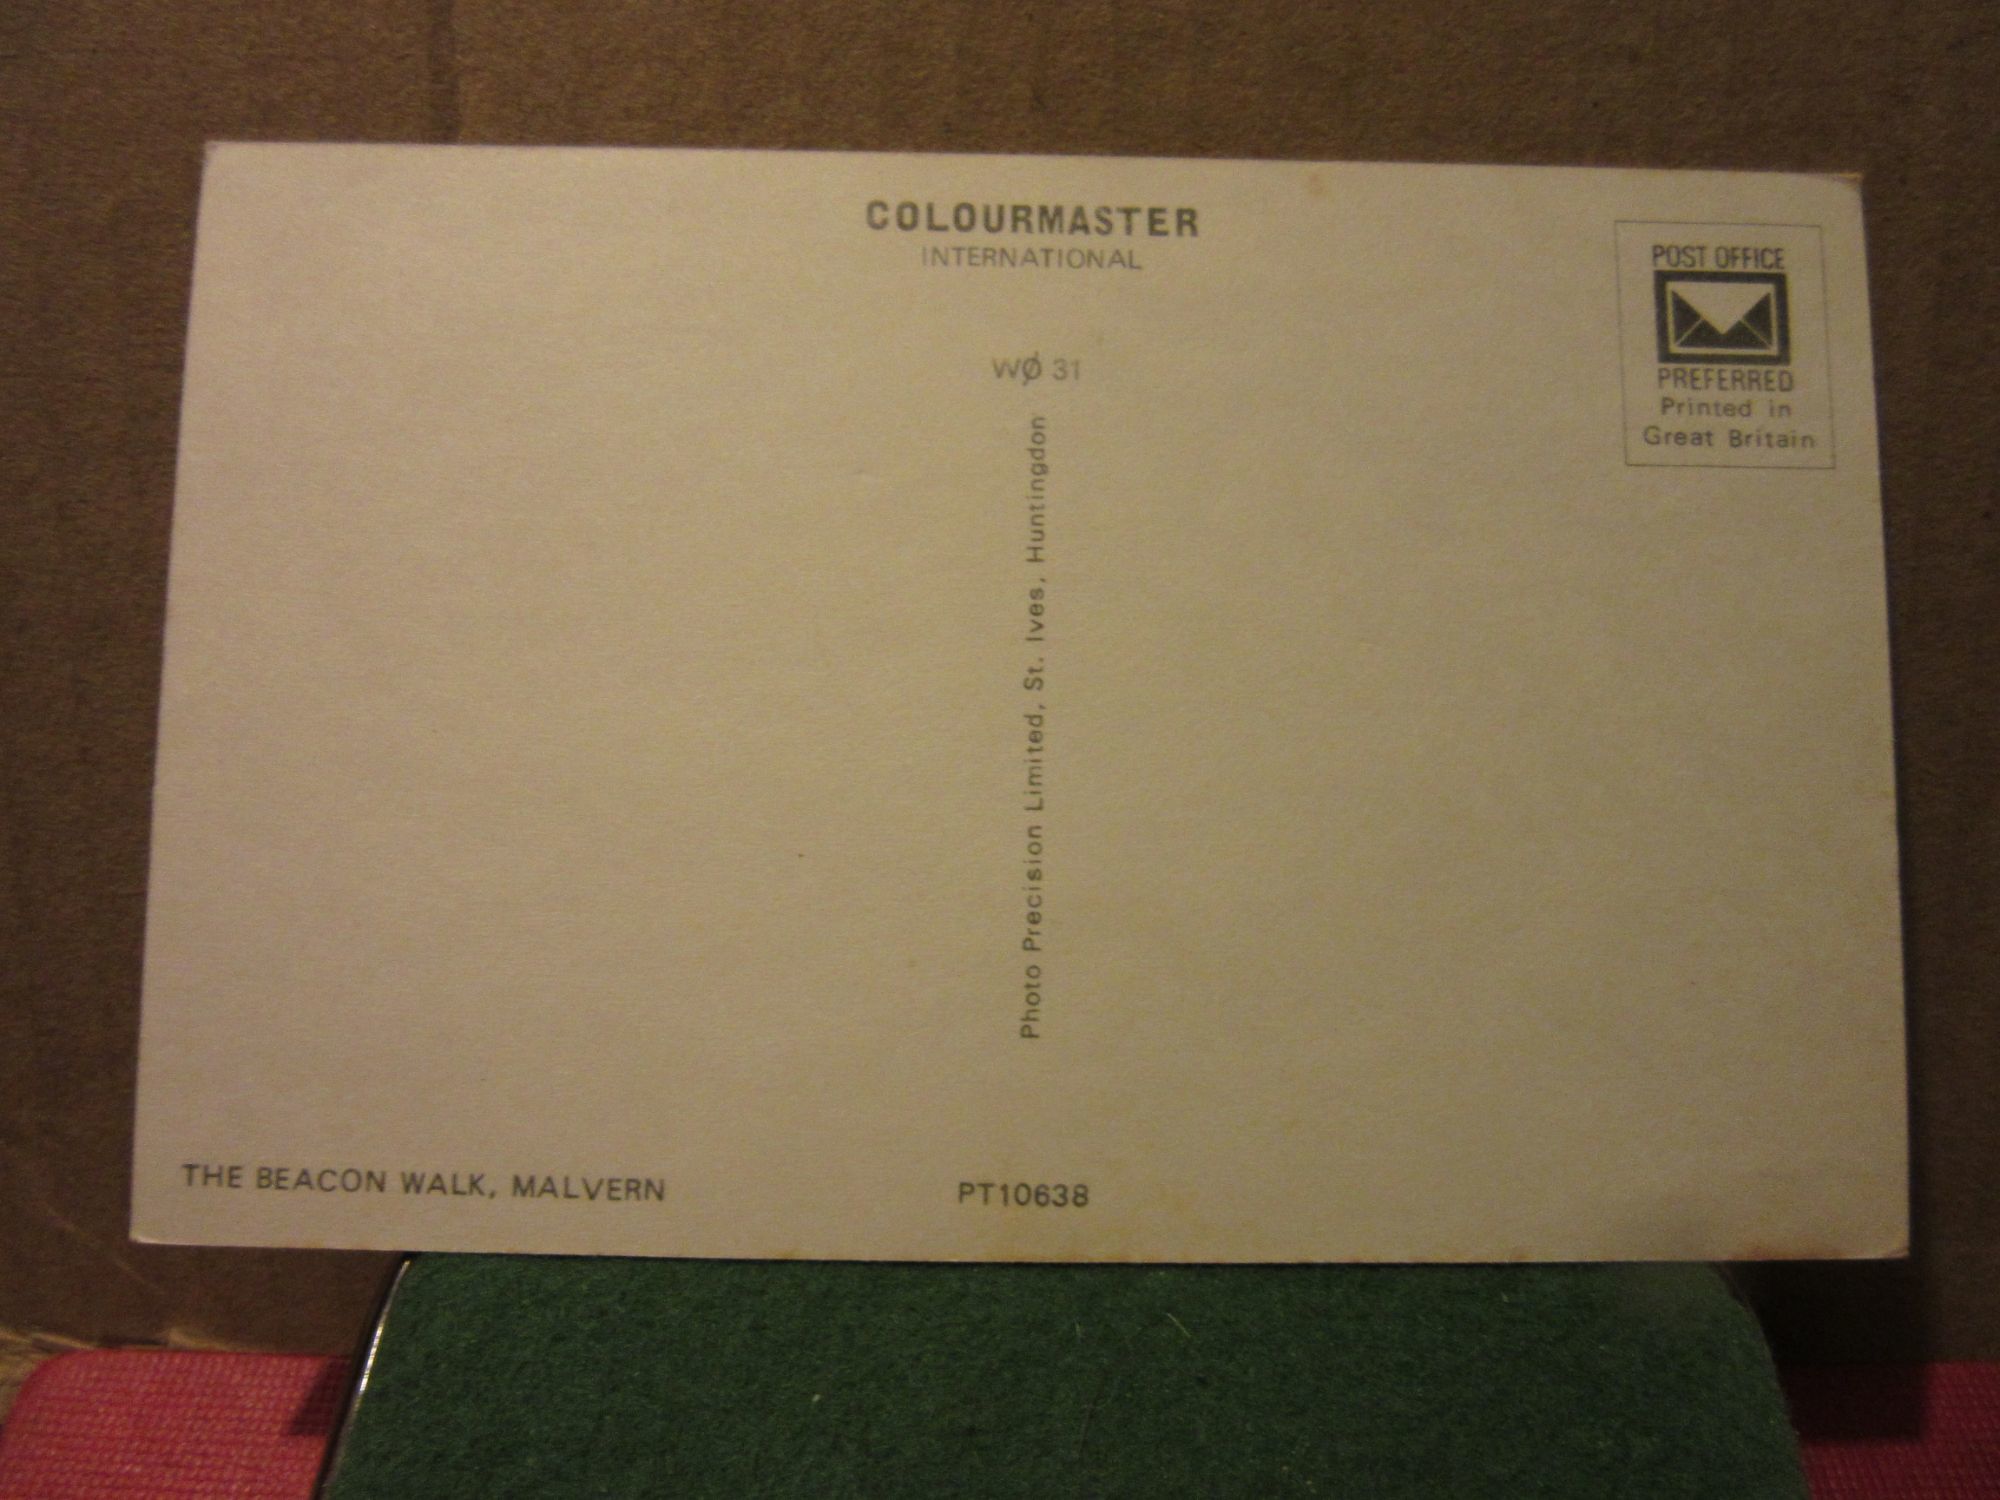 COLOURMASTER
INTERNATIONAL
POST OFFICE
PREFERRED
Printed in
Great Britain
WØ 31
Photo Precision Limited, St. Ives, Huntingdon
THE BEACON WALK, MALVERN
PT10638